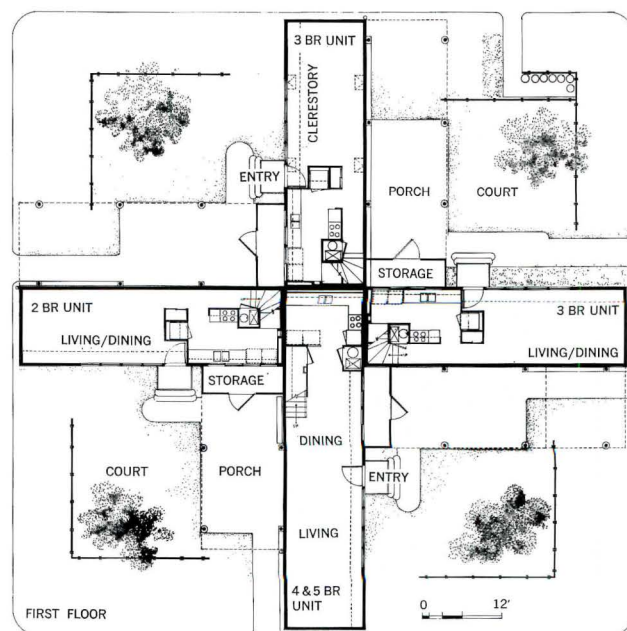 3 BR UNIT
CLERESTORY
ENTRY
PORCH
COURT
STORAGE
2 BR UNIT
LIVING/DINING
3 BR UNIT
LIVING/DINING
STORAGE
COURT
PORCH
DINING
ENTRY
LIVING
4 & 5 BR
UNIT
FIRST FLOOR
0 12'